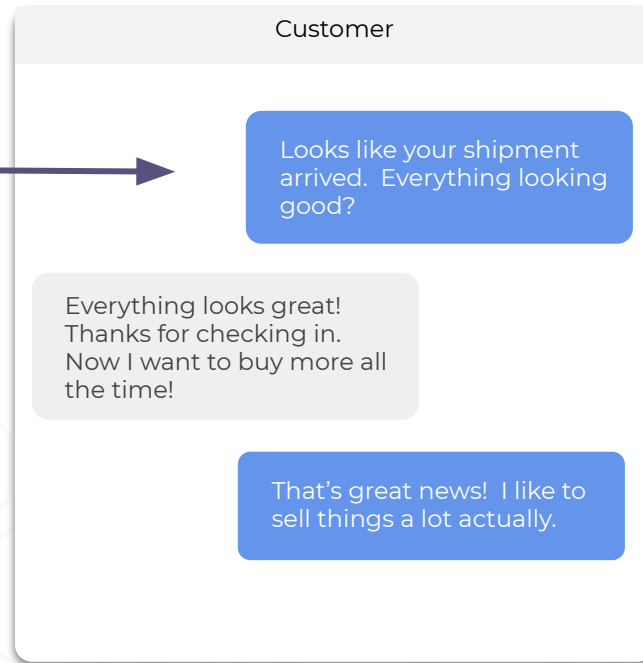 Customer
Looks like your shipment
arrived.  Everything looking
good?
Everything looks great!
Thanks for checking in.
Now I want to buy more all
the time!
That’s great news!  I like to
sell things a lot actually.